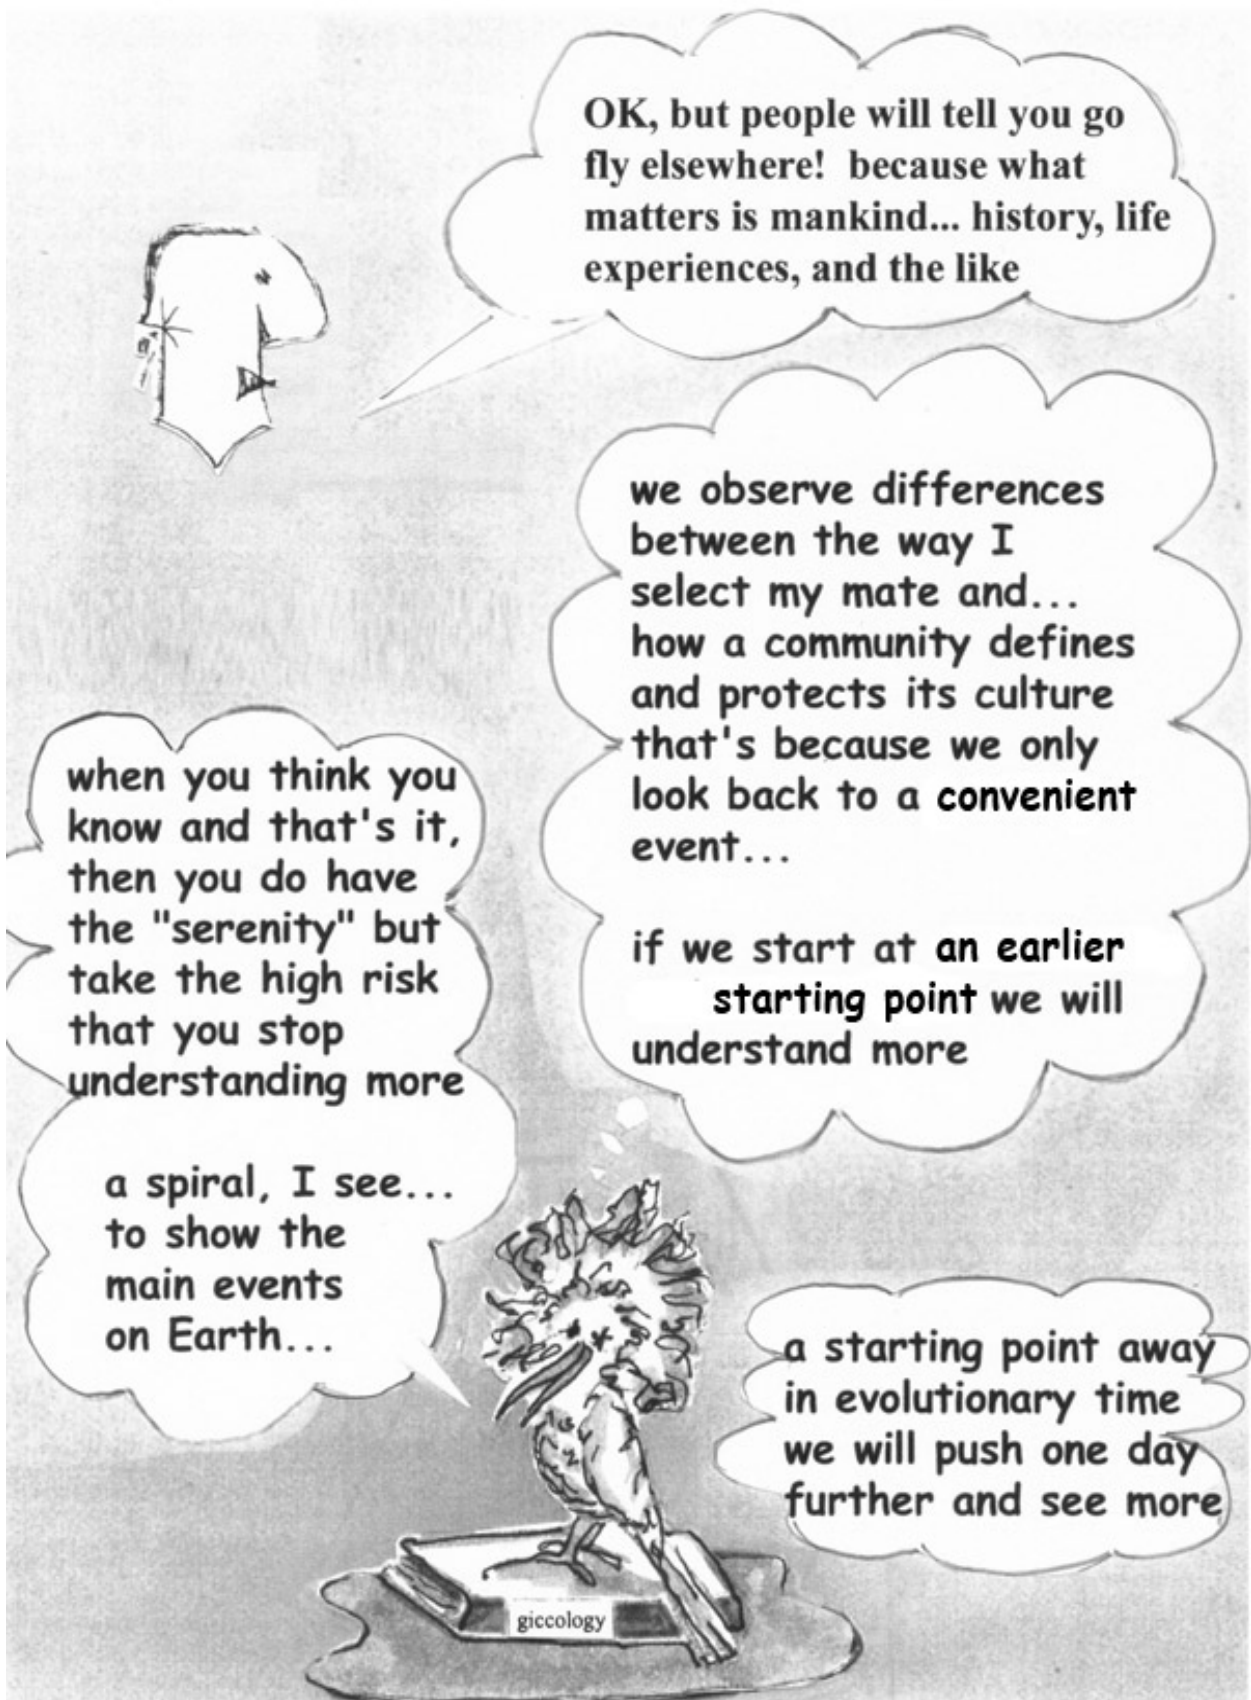 OK, but people will tell you go
fly elsewhere!  because what
matters is mankind... history, life
experiences, and the like
we observe differences
between the way I
select my mate and...
how a community defines
and protects its culture
that's because we only
look back to a convenient
event...
if we start at an earlier
starting point we will
understand more
when you think you
know and that's it,
then you do have
the "serenity" but
take the high risk
that you stop
understanding more
a spiral, I see...
to show the
main events
on Earth...
a starting point away
in evolutionary time
we will push one day
further and see more
giccology